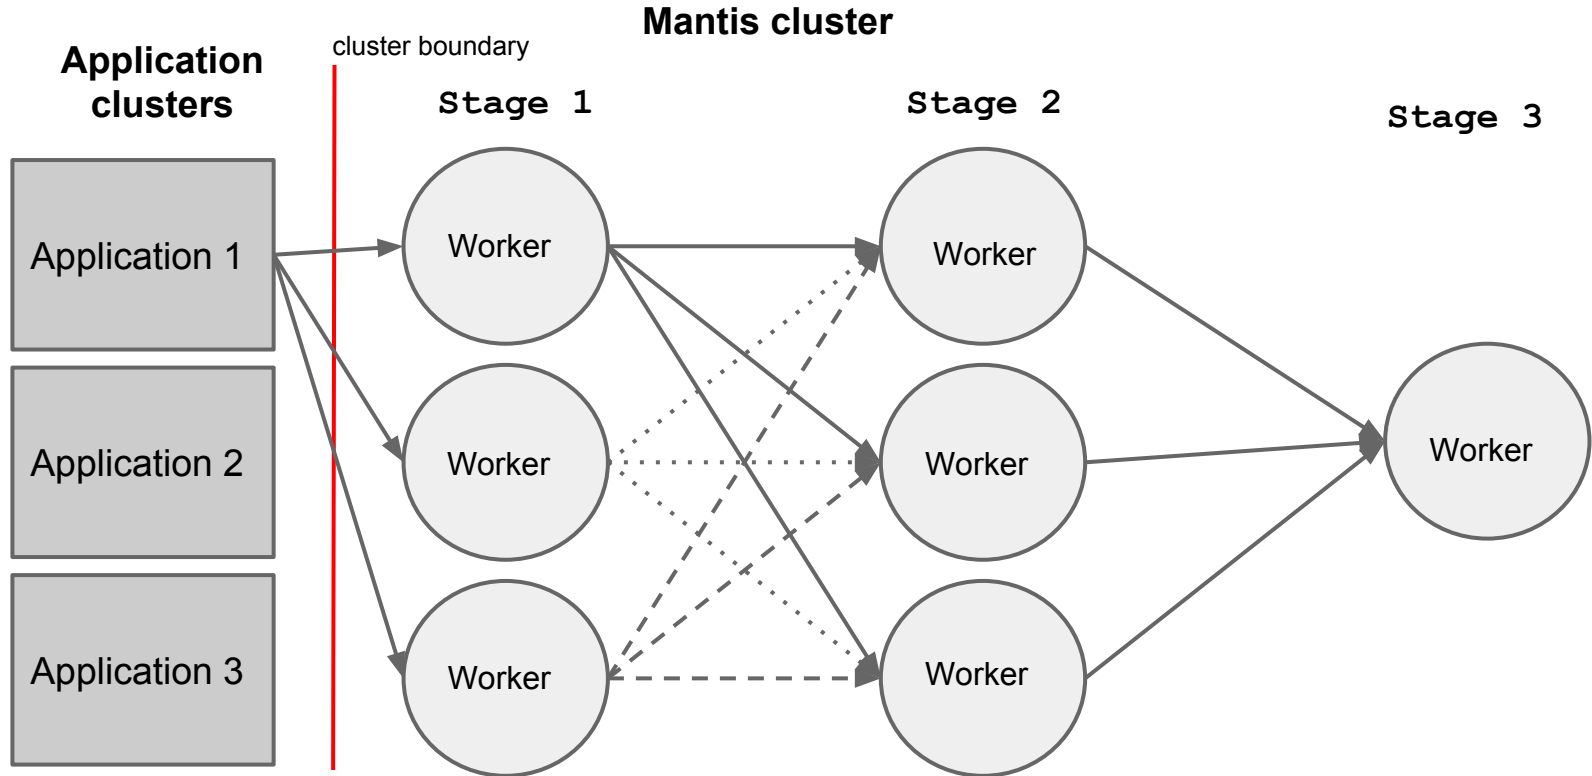 Mantis cluster
cluster boundary
Application
clusters
Stage 1
Stage 2
Stage 3
Application 1
Worker
Worker
Application 2
Worker
Worker
Worker
Application 3
Worker
Worker